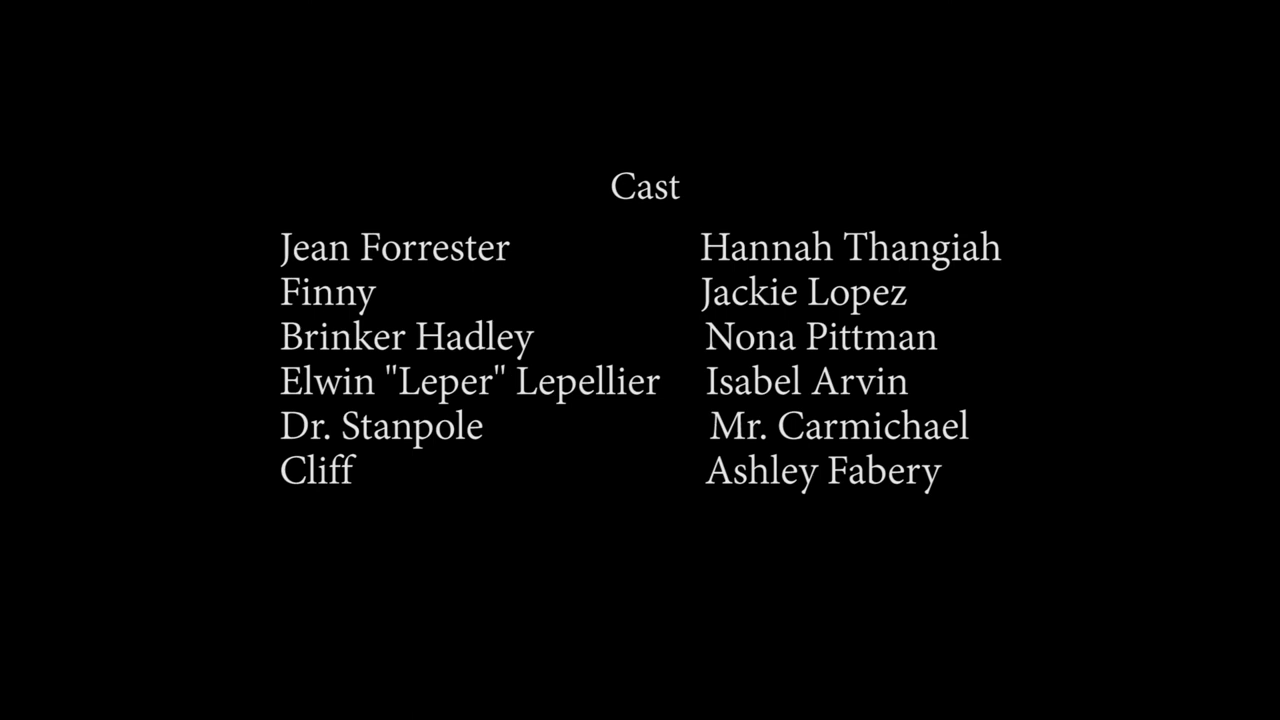 Cast
Jean Forrester Hannah Thangiah
Finny Jackie Lopez
Brinker Hadley Nona Pittman
Elwin "Leper" Lepellier Isabel Arvin
Dr. Stanpole Mr. Carmichael
Cliff Ashley Fabery